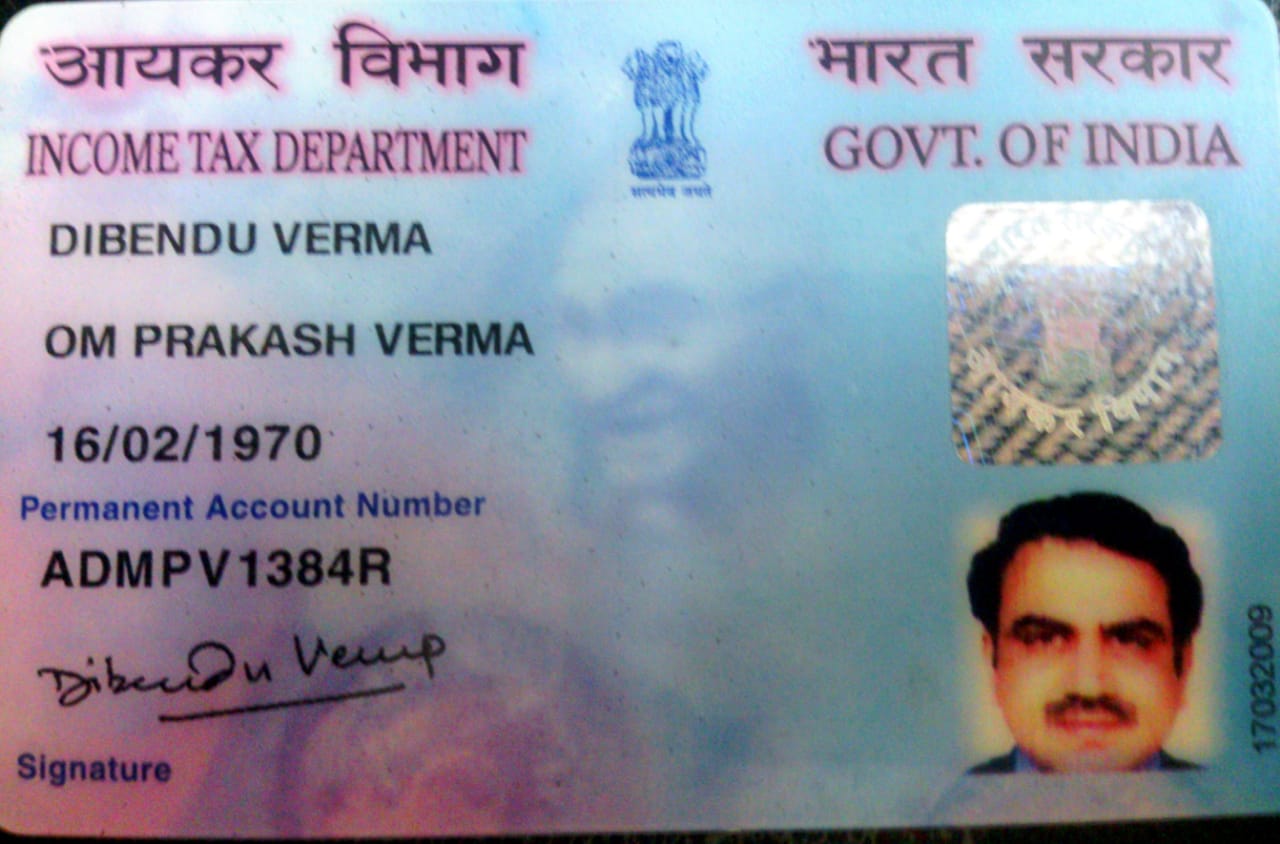 आयकर विभाग
भारत सरकार
INCOME TAX DEPARTMENT
GOVT. OF INDIA
सत्यमेव जयते
DIBENDU VERMA
OM PRAKASH VERMA
16/02/1970
Permanent Account Number
ADMPV1384R
Dibendu Verma
Signature
आयकर विभाग
17032009